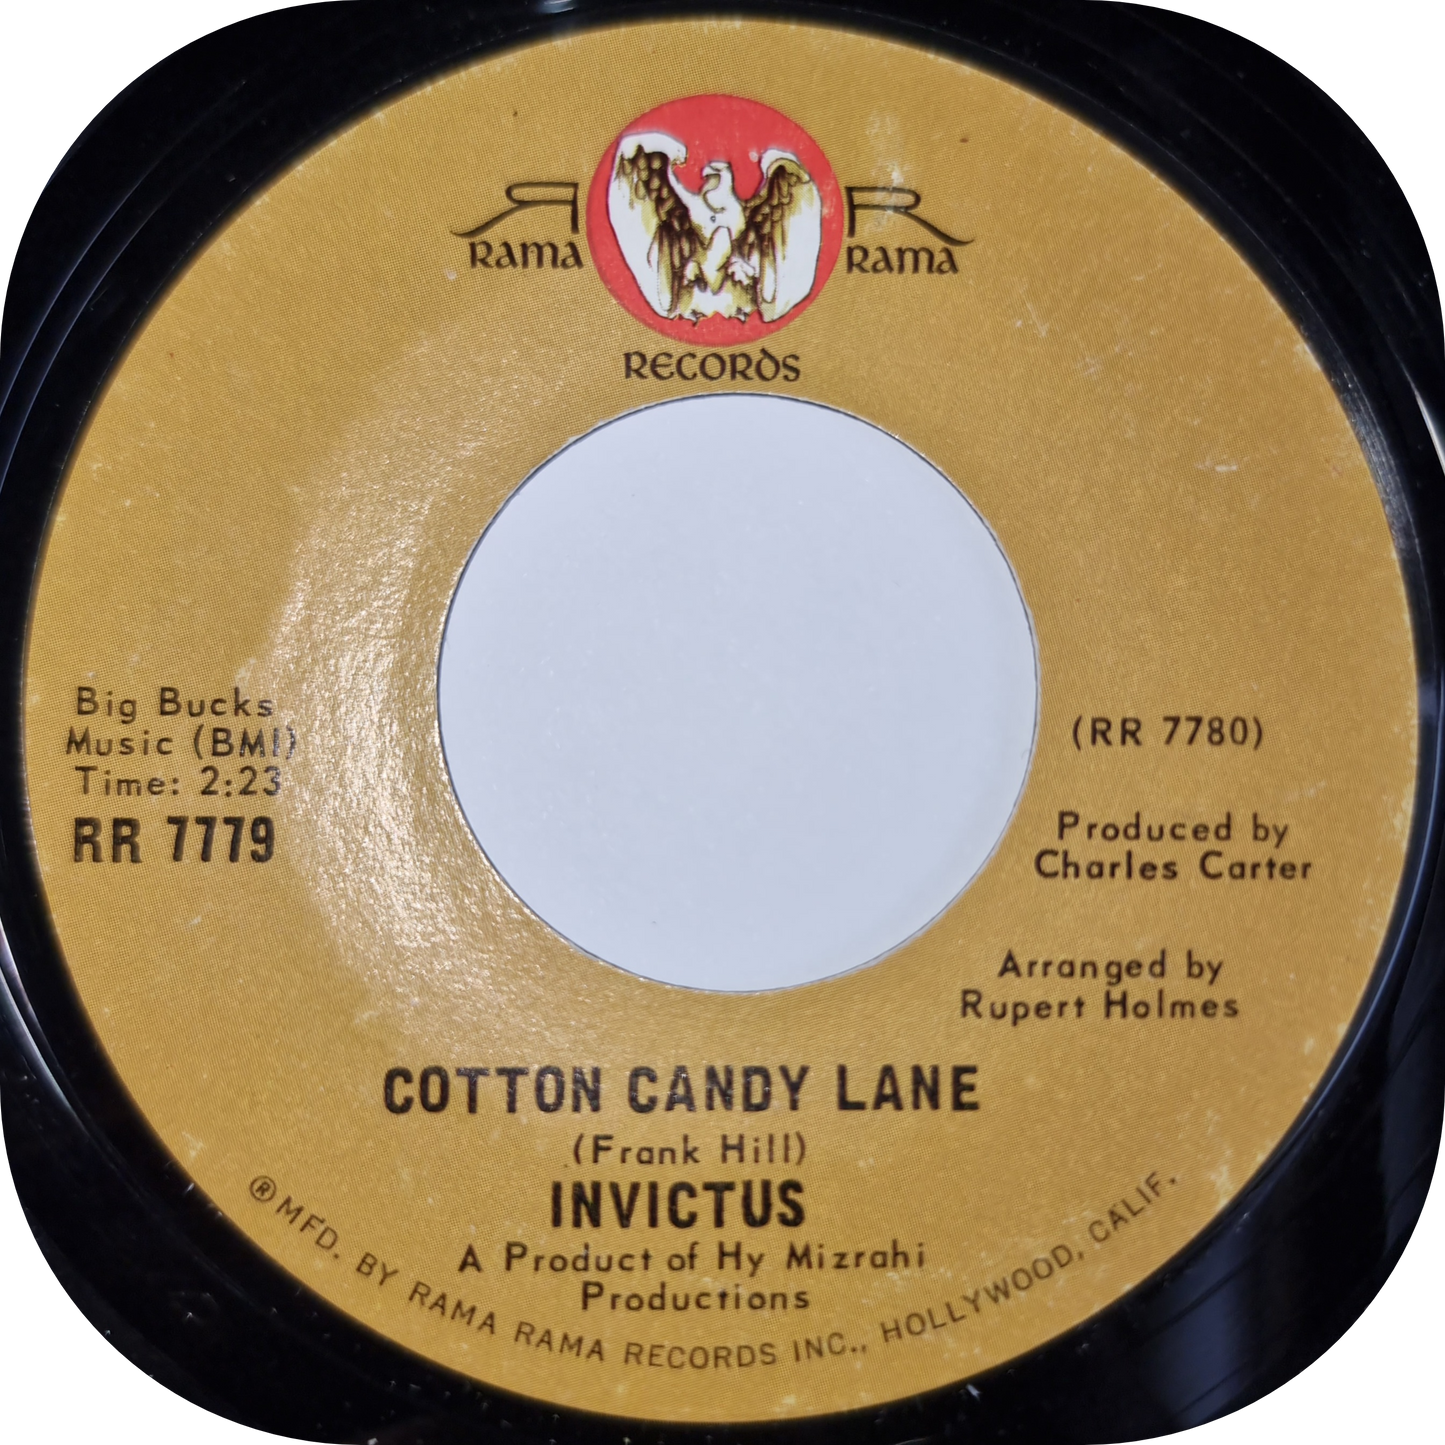 R R
RAMA RAMA
RECORDS
Big Bucks
Music (BMI)
Time: 2:23
RR 7779
(RR 7780)
Produced by
Charles Carter
Arranged by
Rupert Holmes
COTTON CANDY LANE
(Frank Hill)
INVICTUS
A Product of Hy Mizrahi
Productions
® MFD. BY RAMA RAMA RECORDS INC., HOLLYWOOD, CALIF.